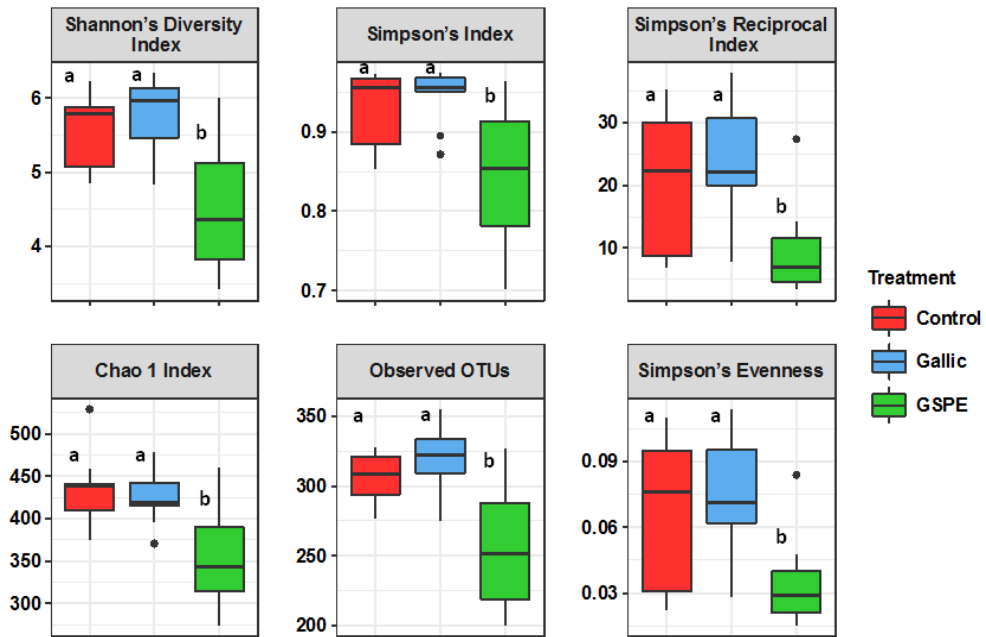 Shannon's Diversity
Index
Simpson's Index
Simpson's Reciprocal
Index
a
a
b
6
5
4
a
a
b
0.9
0.8
0.7
a
a
b
30
20
10
Treatment
Control
Gallic
GSPE
Chao 1 Index
Observed OTUs
Simpson's Evenness
a
a
b
500
450
400
350
300
a
a
b
350
300
250
200
a
a
b
0.09
0.06
0.03